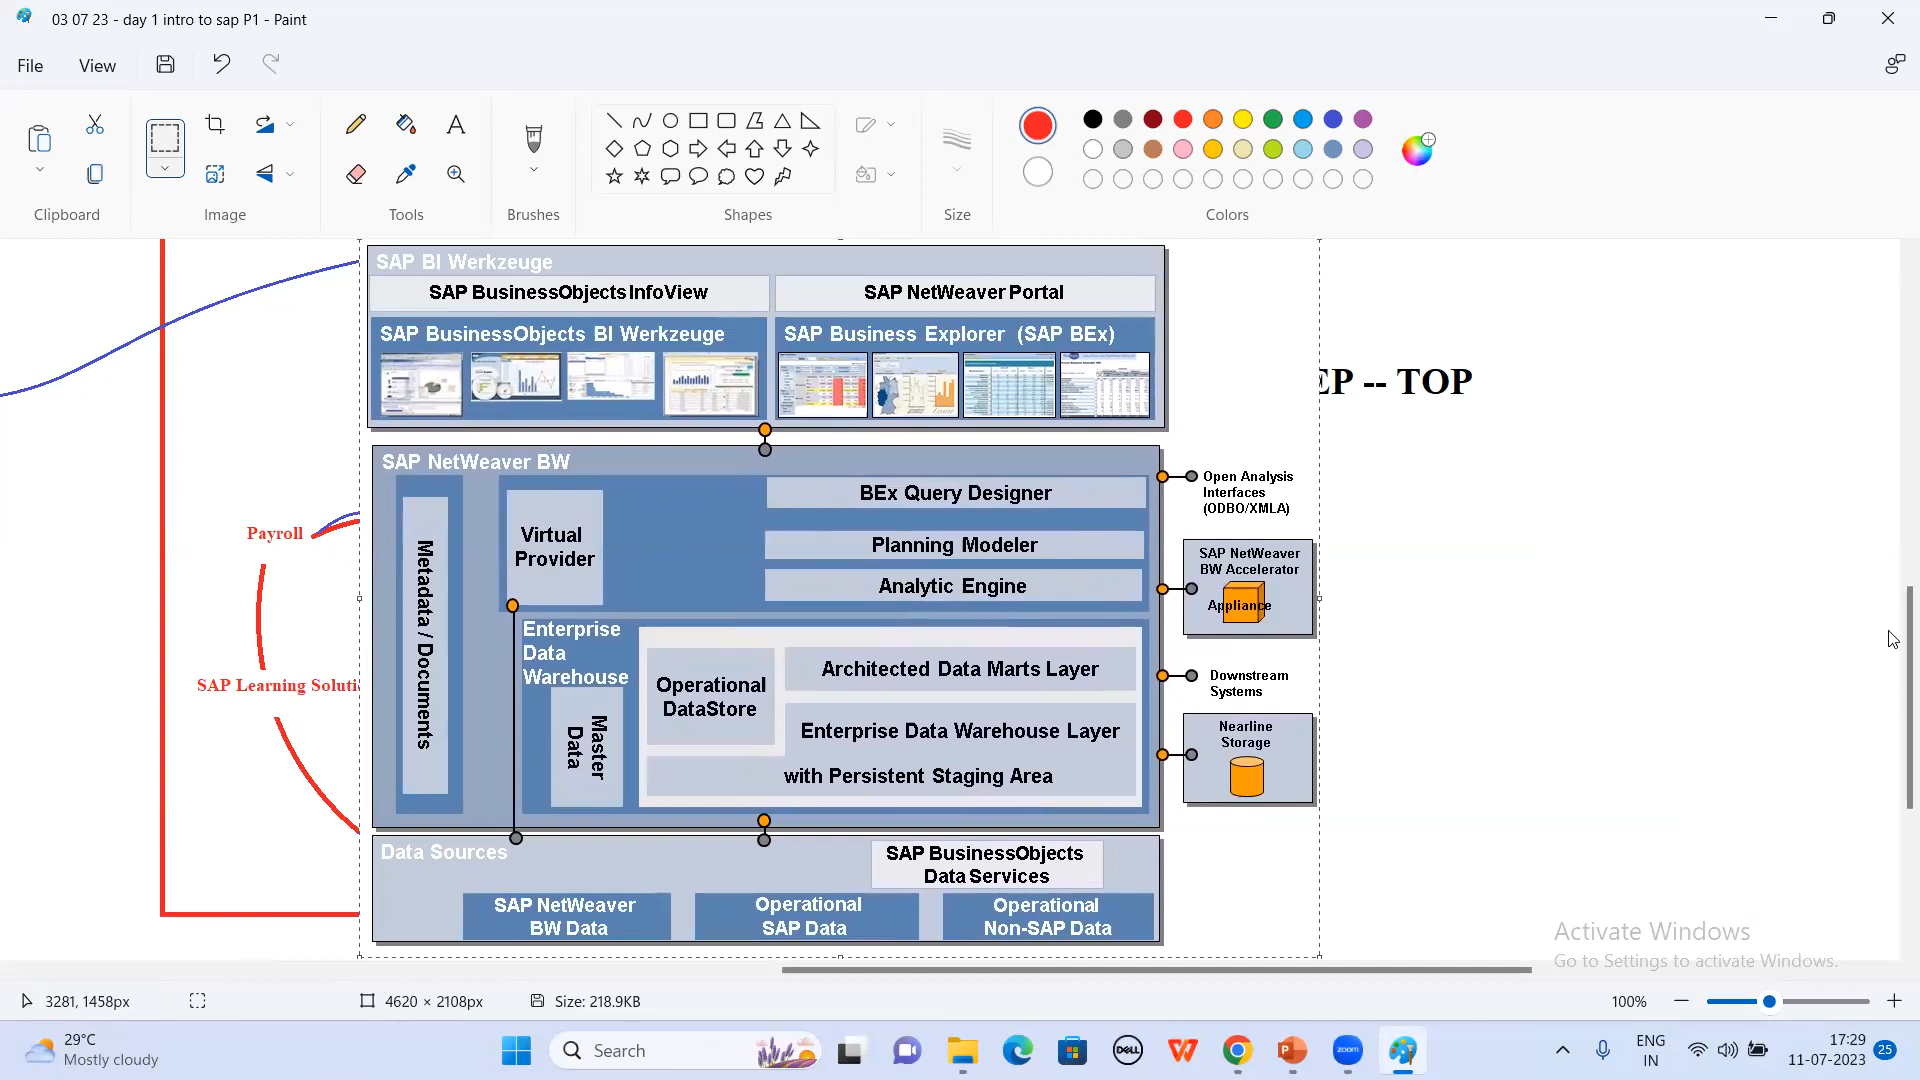 03 07 23 - day 1 intro to sap P1 - Paint
File
View
Clipboard
Image
Tools
Brushes
Shapes
Size
Colors
SAP BI Werkzeuge
SAP BusinessObjects InfoView
SAP NetWeaver Portal
SAP BusinessObjects BI Werkzeuge
SAP Business Explorer (SAP BEx)
EP -- TOP
SAP NetWeaver BW
BEx Query Designer
Virtual
Provider
Planning Modeler
Analytic Engine
Metadata / Documents
Enterprise
Data
Warehouse
Master
Data
Operational
DataStore
Architected Data Marts Layer
Enterprise Data Warehouse Layer
with Persistent Staging Area
Open Analysis
Interfaces
(ODBO/XMLA)
SAP NetWeaver
BW Accelerator
Appliance
Downstream
Systems
Nearline
Storage
Payroll
SAP Learning Soluti
Data Sources
SAP BusinessObjects
Data Services
SAP NetWeaver
BW Data
Operational
SAP Data
Operational
Non-SAP Data
Activate Windows
Go to Settings to activate Windows.
3281, 1458px
4620 × 2108px
Size: 218.9KB
100%
29°C
Mostly cloudy
Search
DELL
zoom
ENG
IN
17:29
11-07-2023
25